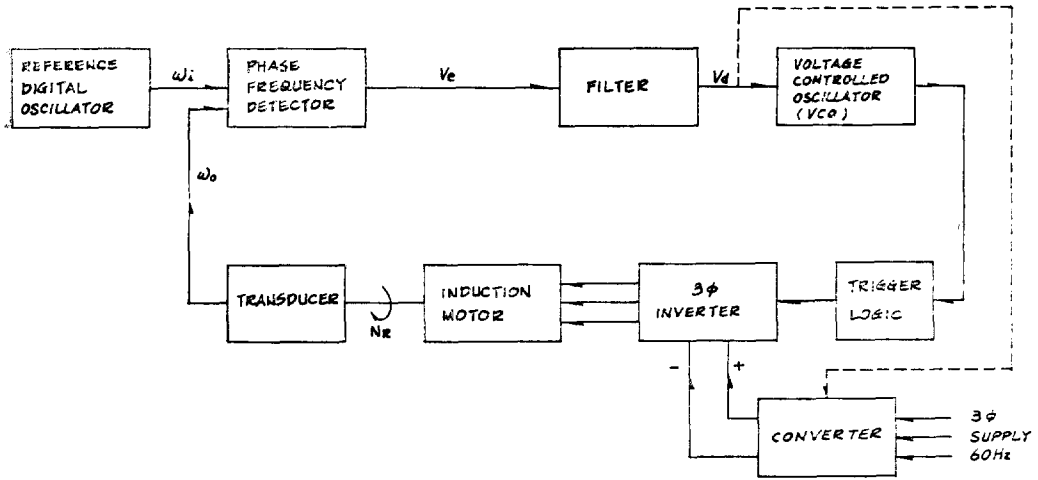 REFERENCE
DIGITAL
OSCILLATOR
ωi
PHASE
FREQUENCY
DETECTOR
Ve
FILTER
Vd
VOLTAGE
CONTROLLED
OSCILLATOR
(VCO)
ωo
TRANSDUCER
NR
INDUCTION
MOTOR
3φ
INVERTER
TRIGGER
LOGIC
-
+
CONVERTER
3φ
SUPPLY
60Hz